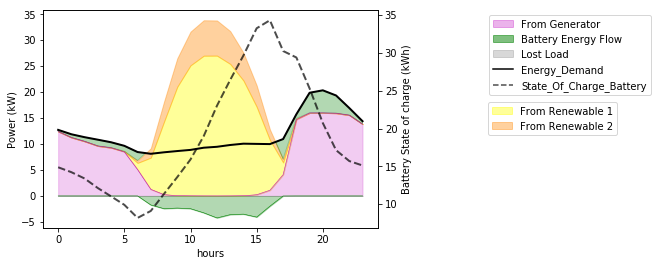 35
30
25
20
15
10
5
0
−5
Power (kW)
0
5
10
15
20
hours
35
30
25
20
15
10
Battery State of charge (kWh)
From Generator
Battery Energy Flow
Lost Load
Energy_Demand
State_Of_Charge_Battery
From Renewable 1
From Renewable 2